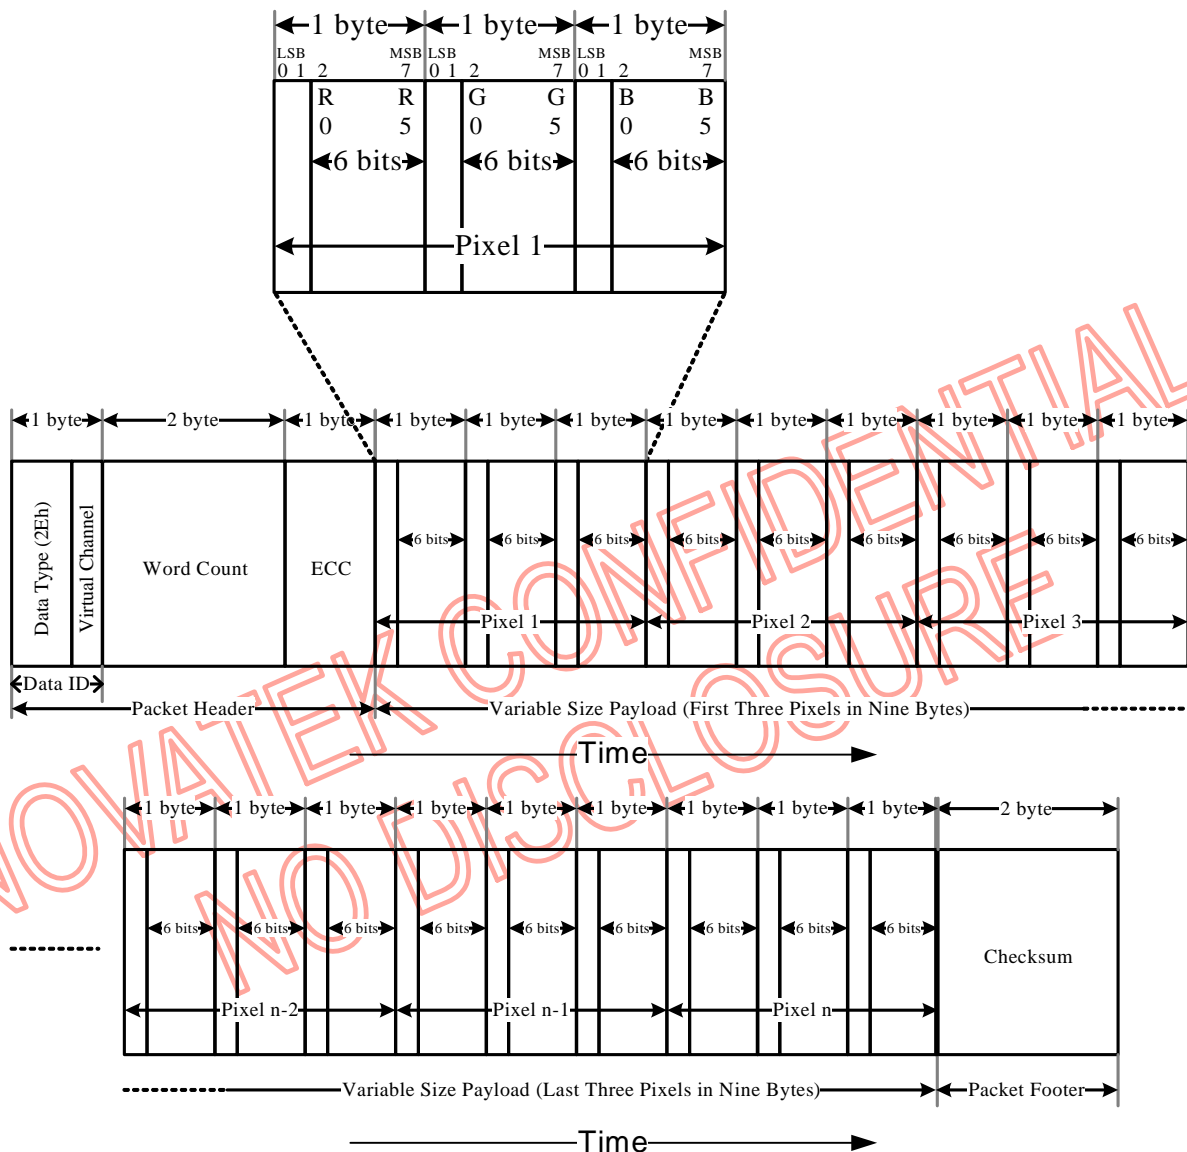 1 byte 1 byte 1 byte
LSB MSB LSB MSB LSB MSB
0 1 2 7 0 1 2 7 0 1 2 7
R R G G B B
0 5 0 5 0 5
6 bits 6 bits 6 bits
Pixel 1
1 byte 2 byte 1 byte 1 byte 1 byte 1 byte 1 byte 1 byte 1 byte 1 byte 1 byte 1 byte
Data Type (2Eh)
Virtual Channel
Word Count
ECC
6 bits 6 bits 6 bits 6 bits 6 bits 6 bits 6 bits 6 bits 6 bits
Pixel 1 Pixel 2 Pixel 3
Data ID
Packet Header Variable Size Payload (First Three Pixels in Nine Bytes)
Time
1 byte 1 byte 1 byte 1 byte 1 byte 1 byte 1 byte 1 byte 1 byte 2 byte
6 bits 6 bits 6 bits 6 bits 6 bits 6 bits 6 bits 6 bits 6 bits
Checksum
Pixel n-2 Pixel n-1 Pixel n
Variable Size Payload (Last Three Pixels in Nine Bytes) Packet Footer
Time
NOVATEK CONFIDENTIAL
NO DISCLOSURE